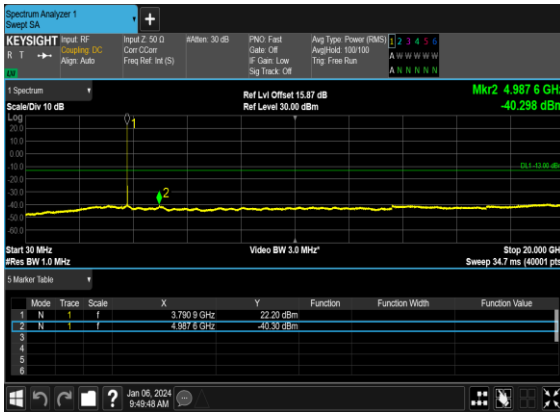 Spectrum Analyzer 1
Swept SA
+
KEYSIGHT Input: RF Input Z: 50 Ω #Atten: 30 dB PNO: Fast Avg Type: Power (RMS) 1 2 3 4 5 6
R T Coupling: DC Corr CCorr Gate: Off Avg|Hold: 100/100 A W W W W W
Align: Auto Freq Ref: Int (S) IF Gain: Low Trig: Free Run
LXI Sig Track: Off A N N N N N
1 Spectrum Ref Lvl Offset 15.87 dB Mkr2 4.987 6 GHz
Scale/Div 10 dB Ref Level 30.00 dBm -40.298 dBm
Log
20.0
10.0
0.00
-10.0
-20.0
-30.0
-40.0
-50.0
-60.0
1
2
DL1 -13.00 dBm
Start 30 MHz Video BW 3.0 MHz* Stop 20.000 GHz
#Res BW 1.0 MHz Sweep 34.7 ms (40001 pts)
5 Marker Table
Mode Trace Scale X Y Function Function Width Function Value
1 N 1 f 3.790 9 GHz 22.20 dBm
2 N 1 f 4.987 6 GHz -40.30 dBm
3
4
5
6
? Jan 06, 2024
9:49:48 AM